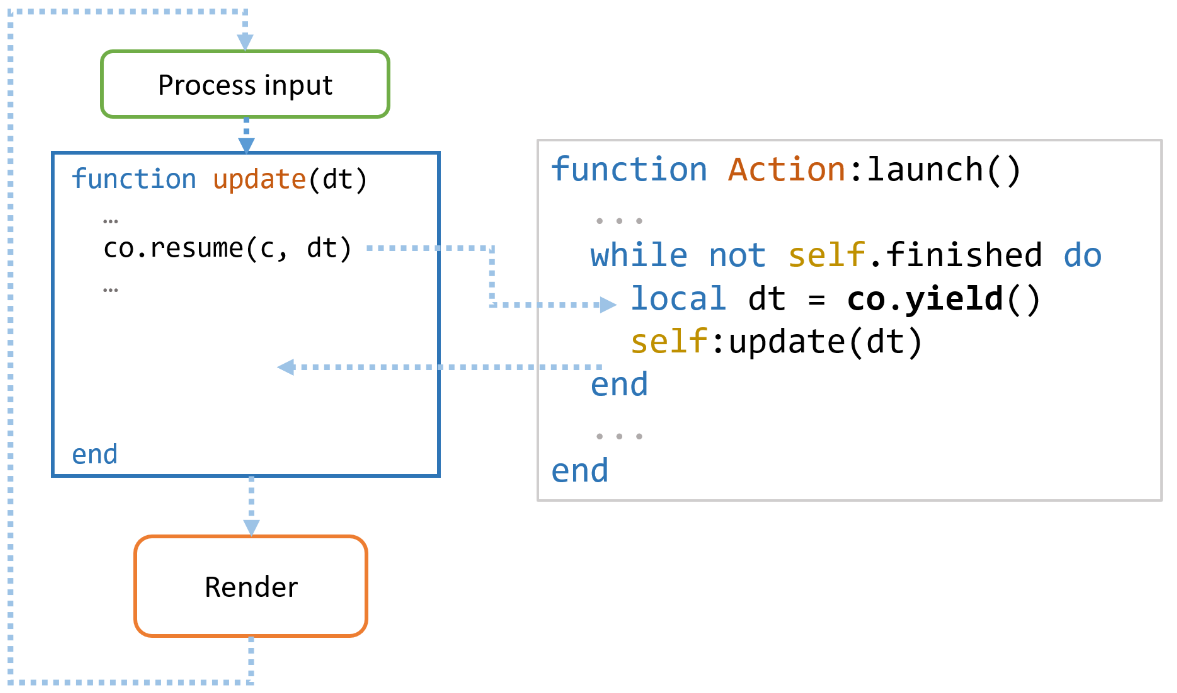 Process input
function update(dt)
  …
  co.resume(c, dt)
  …
end
Render
function Action:launch()
  ...
  while not self.finished do
    local dt = co.yield()
    self:update(dt)
  end
  ...
end